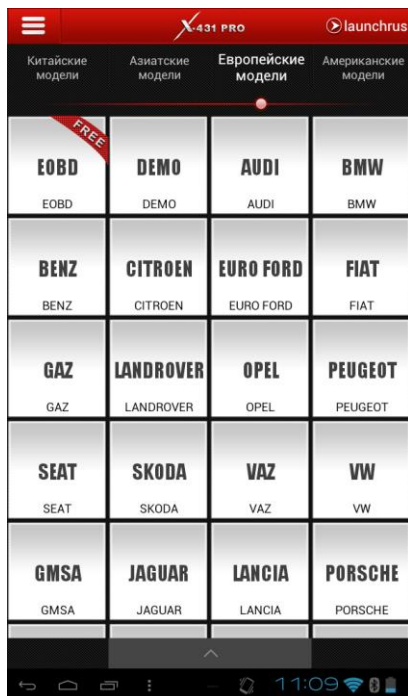 X-431 PRO
launchrus
Китайские модели
Азиатские модели
Европейские модели
Американские модели
FREE
EOBD
EOBD
DEMO
DEMO
AUDI
AUDI
BMW
BMW
BENZ
BENZ
CITROEN
CITROEN
EURO FORD
EURO FORD
FIAT
FIAT
GAZ
GAZ
LANDROVER
LANDROVER
OPEL
OPEL
PEUGEOT
PEUGEOT
SEAT
SEAT
SKODA
SKODA
VAZ
VAZ
VW
VW
GMSA
GMSA
JAGUAR
JAGUAR
LANCIA
LANCIA
PORSCHE
PORSCHE
11:09